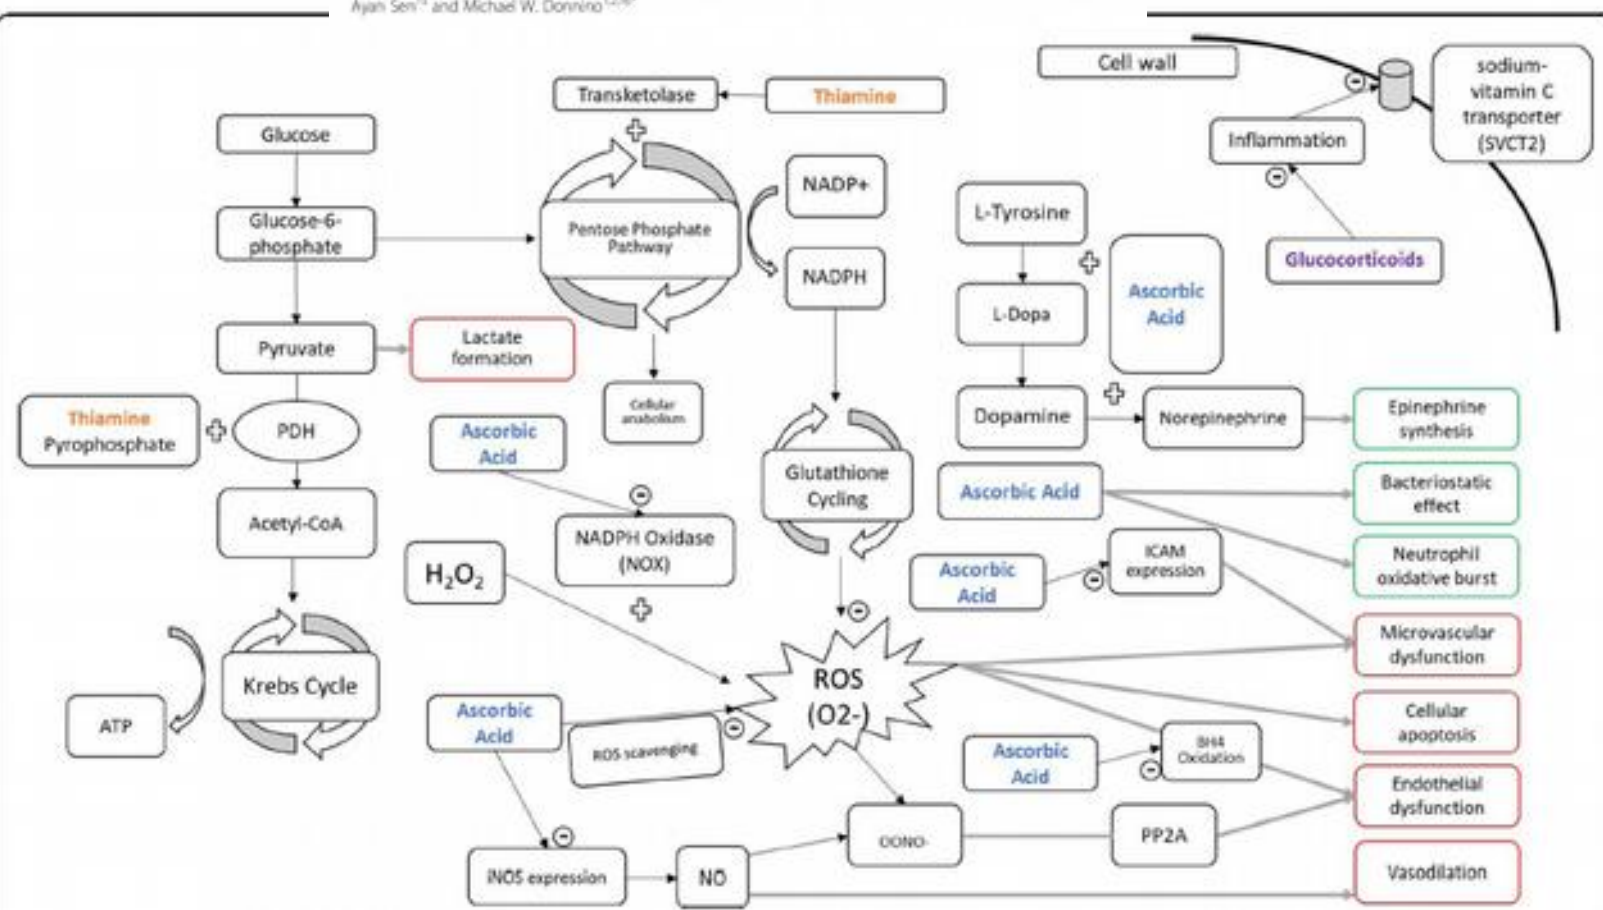 Ayan Sen and Michael W. Donnino
Cell wall
sodium-
vitamin C
transporter
(SVCT2)
Transketolase
Thiamine
Glucose
Inflammation
NADP+
L-Tyrosine
Glucose-6-
phosphate
Pentose Phosphate
Pathway
Glucocorticoids
NADPH
Ascorbic
Acid
L-Dopa
Pyruvate
Lactate
formation
Cellular
anabolism
Thiamine
Pyrophosphate
PDH
Ascorbic
Acid
Dopamine
Norepinephrine
Epinephrine
synthesis
Glutathione
Cycling
Ascorbic Acid
Bacteriostatic
effect
Acetyl-CoA
NADPH Oxidase
(NOX)
H2O2
Ascorbic
Acid
ICAM
expression
Neutrophil
oxidative burst
Microvascular
dysfunction
Krebs Cycle
ROS
(O2-)
ATP
Ascorbic
Acid
ROS scavenging
Ascorbic
Acid
BH4
Oxidation
Cellular
apoptosis
Endothelial
dysfunction
OONO-
PP2A
iNOS expression
NO
Vasodilation